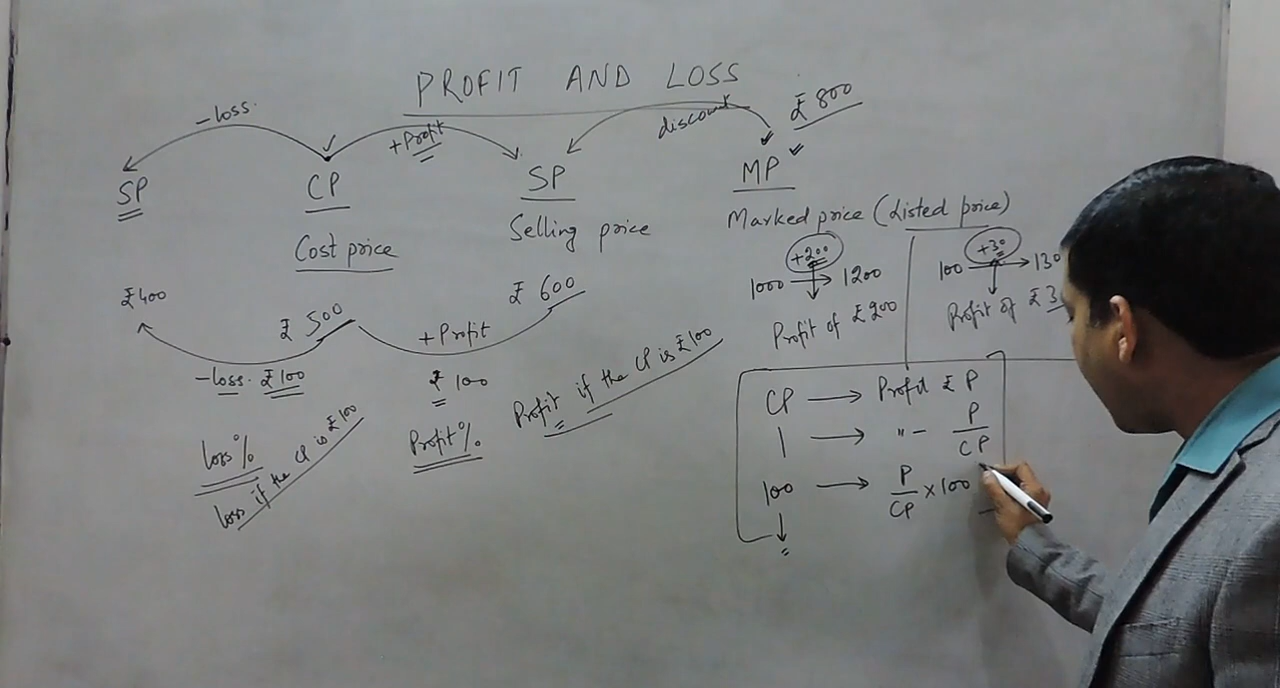 PROFIT AND LOSS
- loss.
+ Profit
discount
₹ 800
SP
CP
SP
MP
Cost price
Selling price
Marked price (Listed price)
+200
1000 → 1200
Profit of ₹200
+30
100 → 130
Profit of ₹
₹400
₹ 500
₹ 600
- loss. ₹100
+ Profit
₹ 100
loss%
loss if the CP is ₹100
Profit%
Profit if the CP is ₹100
CP → Profit ₹ P
1 → " - P/CP
100 → P/CP × 100